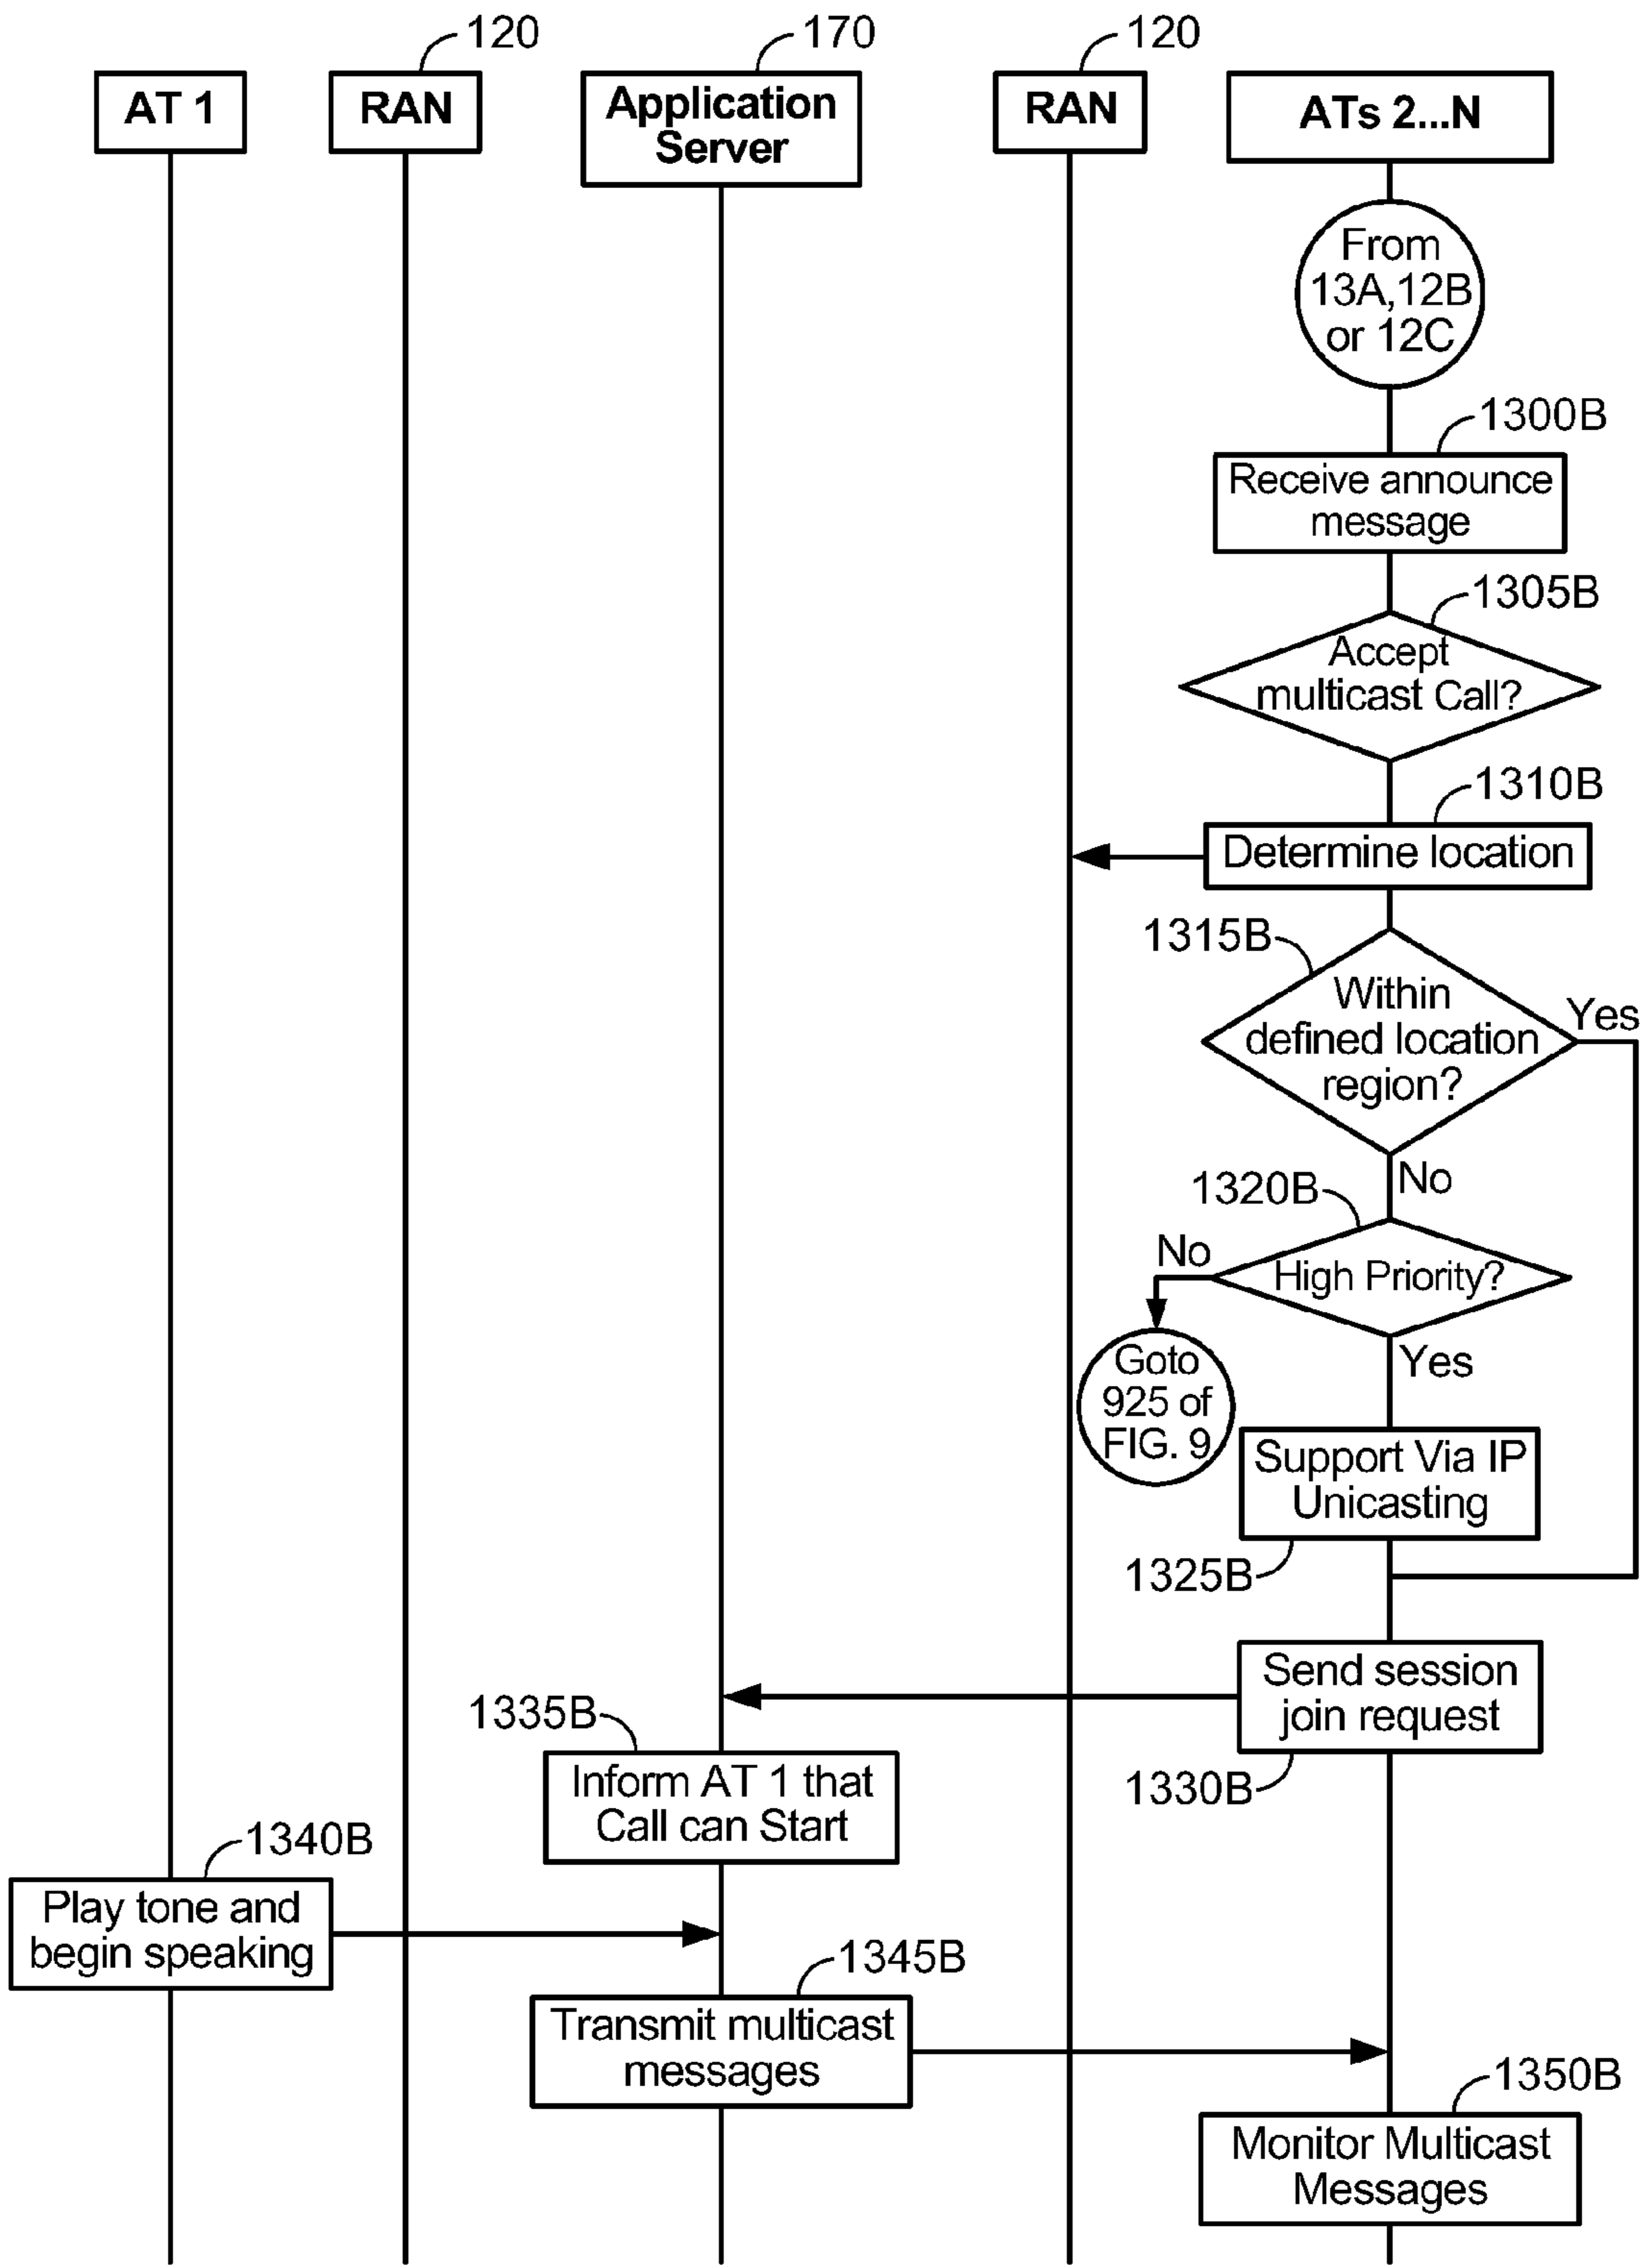 120
170
120
AT 1
RAN
Application
Server
RAN
ATs 2...N
From
13A,12B
or 12C
1300B
Receive announce
message
1305B
Accept
multicast Call?
1310B
Determine location
1315B
Within
defined location
region?
Yes
No
1320B
No
High Priority?
Yes
Goto
925 of
FIG. 9
Support Via IP
Unicasting
1325B
Send session
join request
1330B
1335B
Inform AT 1 that
Call can Start
1340B
Play tone and
begin speaking
1345B
Transmit multicast
messages
1350B
Monitor Multicast
Messages